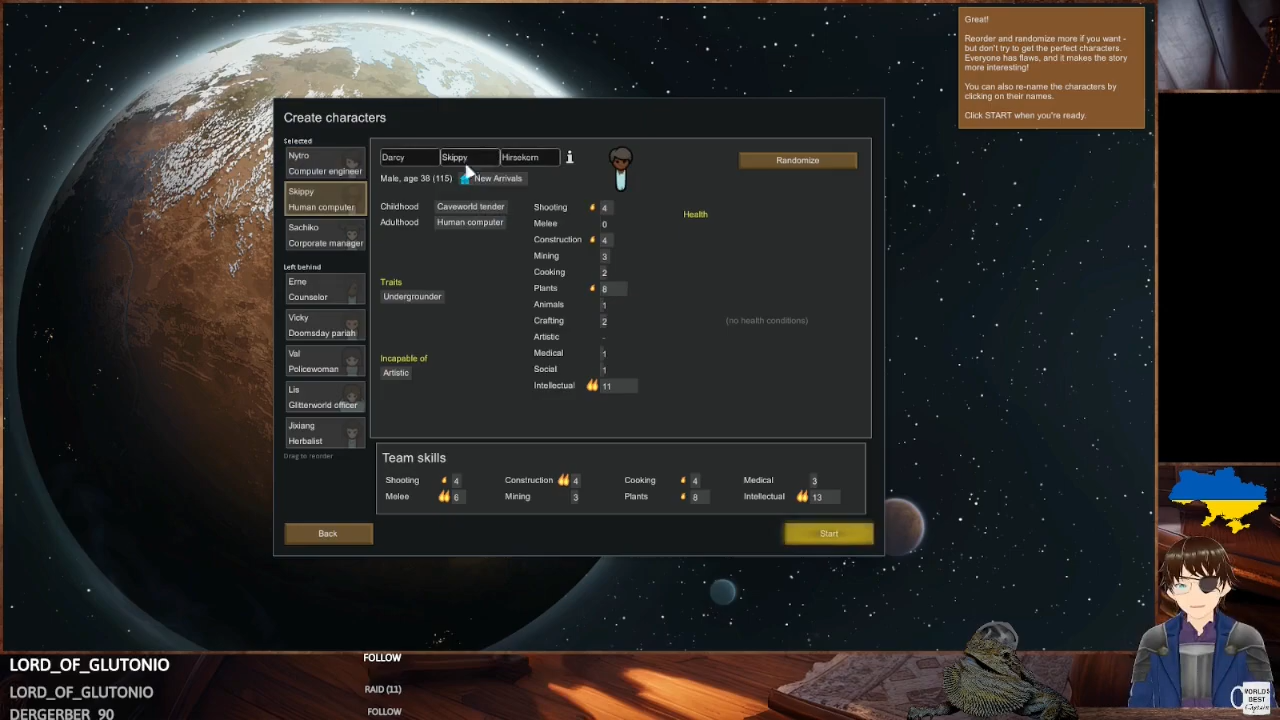 Great!
Reorder and randomize more if you want -
but don't try to get the perfect characters.
Everyone has flaws, and it makes the story
more interesting!
You can also re-name the characters by
clicking on their names.
Click START when you're ready.
Create characters
Selected
Nytro
Computer engineer
Skippy
Human computer
Sachiko
Corporate manager
Left behind
Erne
Counselor
Vicky
Doomsday pariah
Val
Policewoman
Lis
Glitterworld officer
Jixiang
Herbalist
Drag to reorder
Darcy Skippy Hirsekorn
Randomize
Male, age 38 (115) New Arrivals
Childhood Caveworld tender
Adulthood Human computer
Traits
Undergrounder
Incapable of
Artistic
Shooting 4
Melee 0
Construction 4
Mining 3
Cooking 2
Plants 8
Animals 1
Crafting 2
Artistic -
Medical 1
Social 1
Intellectual 11
Health
(no health conditions)
Team skills
Shooting 4 Construction 4 Cooking 4 Medical 3
Melee 6 Mining 3 Plants 8 Intellectual 13
Back
Start
LORD_OF_GLUTONIO FOLLOW
LORD_OF_GLUTONIO RAID (11)
DERGERBER_90 FOLLOW
WORLD'S
BEST
Captain